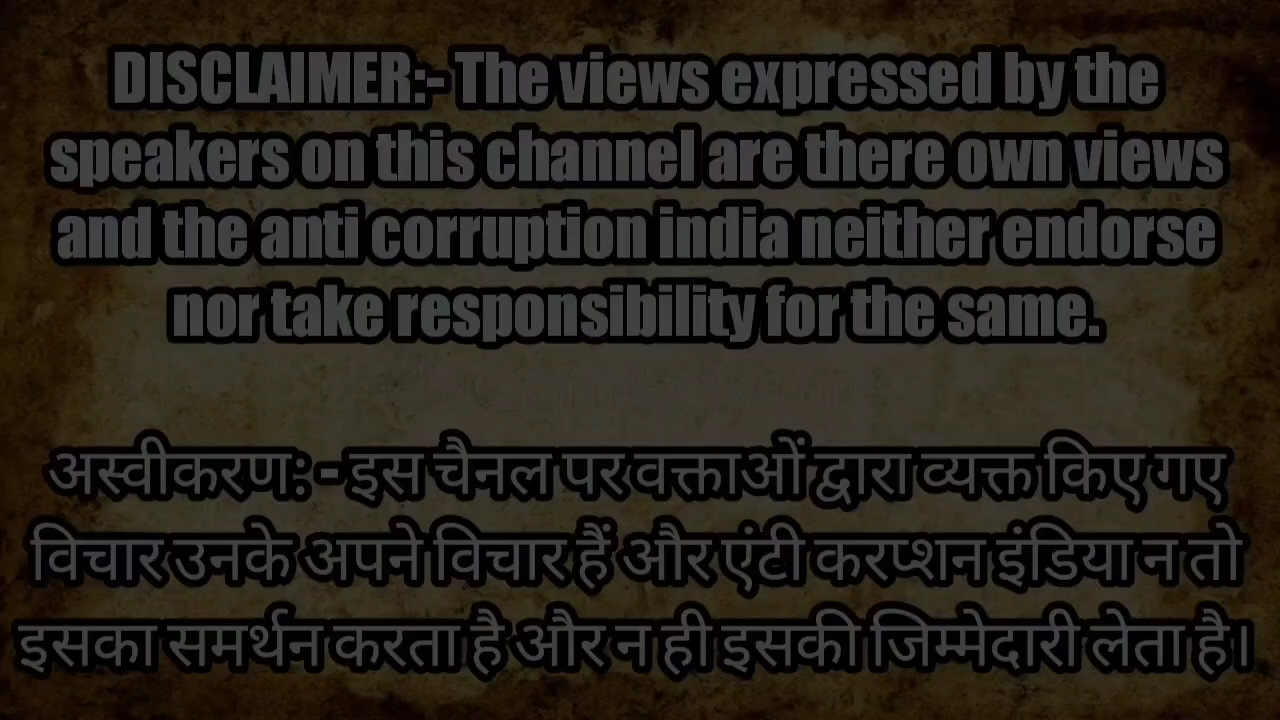 DISCLAIMER:- The views expressed by the
speakers on this channel are there own views
and the anti corruption india neither endorse
nor take responsibility for the same.
अस्वीकरण: - इस चैनल पर वक्ताओं द्वारा व्यक्त किए गए
विचार उनके अपने विचार हैं और एंटी करप्शन इंडिया न तो
इसका समर्थन करता है और न ही इसकी जिम्मेदारी लेता है।